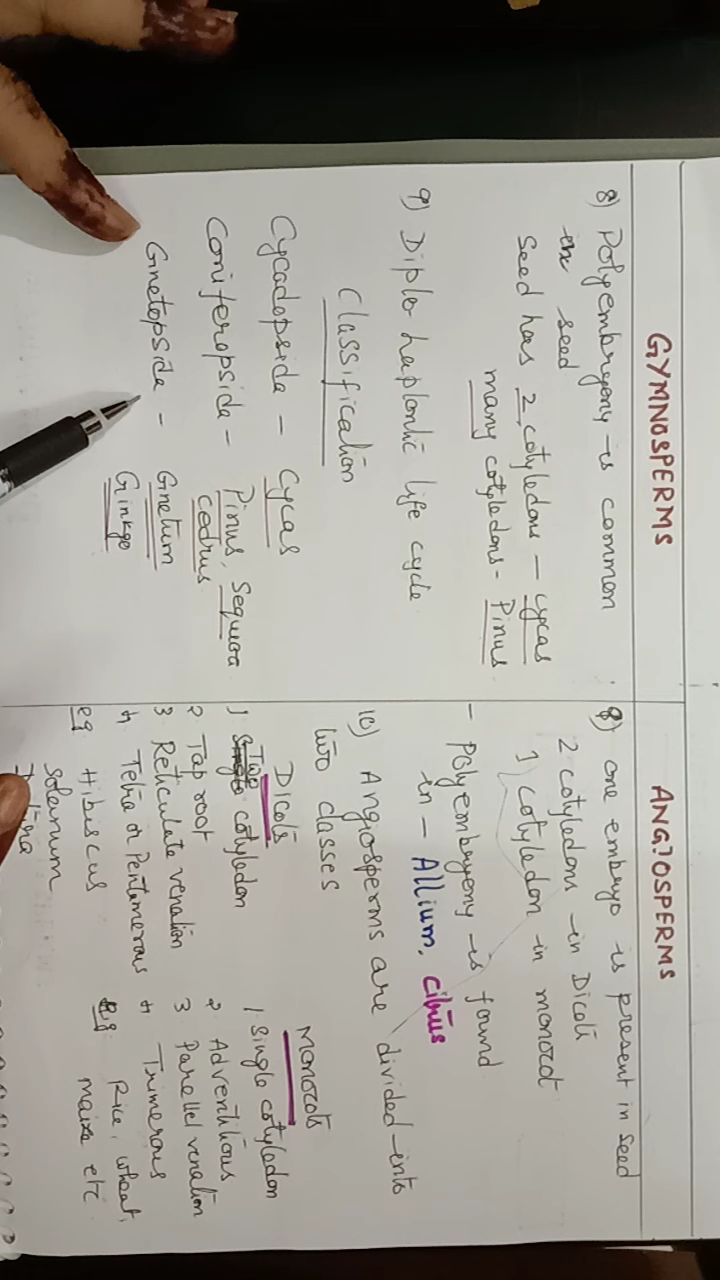 GYMNOSPERMS
8) Polyembryony is common
in seed
Seed has 2 cotyledons – Cycas
many cotyledons – Pinus
9) Diplo haplontic life cycle
Classification
Cycadopsida – Cycas
Coniferopsida – Pinus, Sequoa
Cedrus
Gnetopsida – Gnetum
Ginkgo
ANGIOSPERMS
8) one embryo is present in seed
2 cotyledons in Dicot
1 cotyledon in monocot
– Polyembryony is found
in – Allium, Citrus
10) Angiosperms are divided into
two classes
Dicots
1 Two cotyledon
2 Tap root
3 Reticulate venation
4 Tetra or Pentamerous
eg Hibiscus
Solanum
Monocots
1 Single cotyledon
2 Adventitious
3 Parellel venation
4 Trimerous
eg Rice, wheat,
maize etc